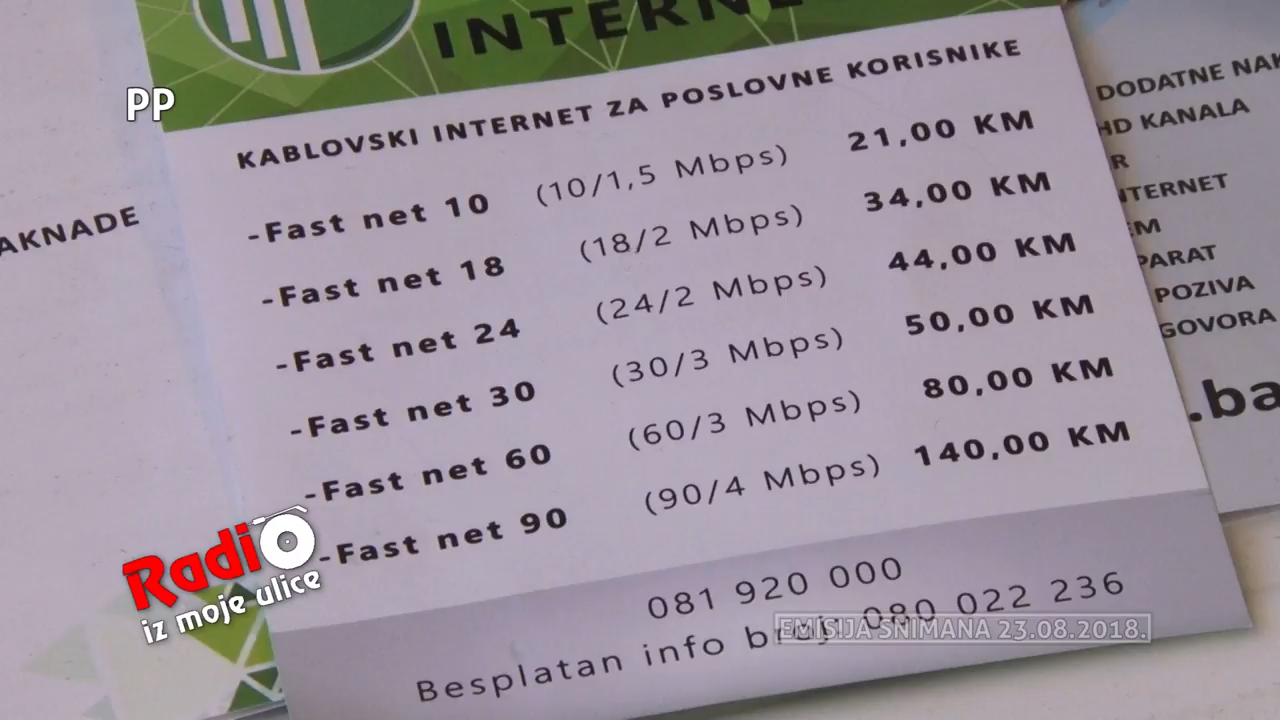 INTERNE
PP
KABLOVSKI INTERNET ZA POSLOVNE KORISNIKE
-Fast net 10 (10/1,5 Mbps) 21,00 KM
-Fast net 18 (18/2 Mbps) 34,00 KM
-Fast net 24 (24/2 Mbps) 44,00 KM
-Fast net 30 (30/3 Mbps) 50,00 KM
-Fast net 60 (60/3 Mbps) 80,00 KM
-Fast net 90 (90/4 Mbps) 140,00 KM
081 920 000
Besplatan info broj: 080 022 236
AKNADE
DODATNE NAK
HD KANALA
R
NTERNET
EM
PARAT
POZIVA
GOVORA
.ba
Radio
iz moje ulice
EMISIJA SNIMANA 23.08.2018.